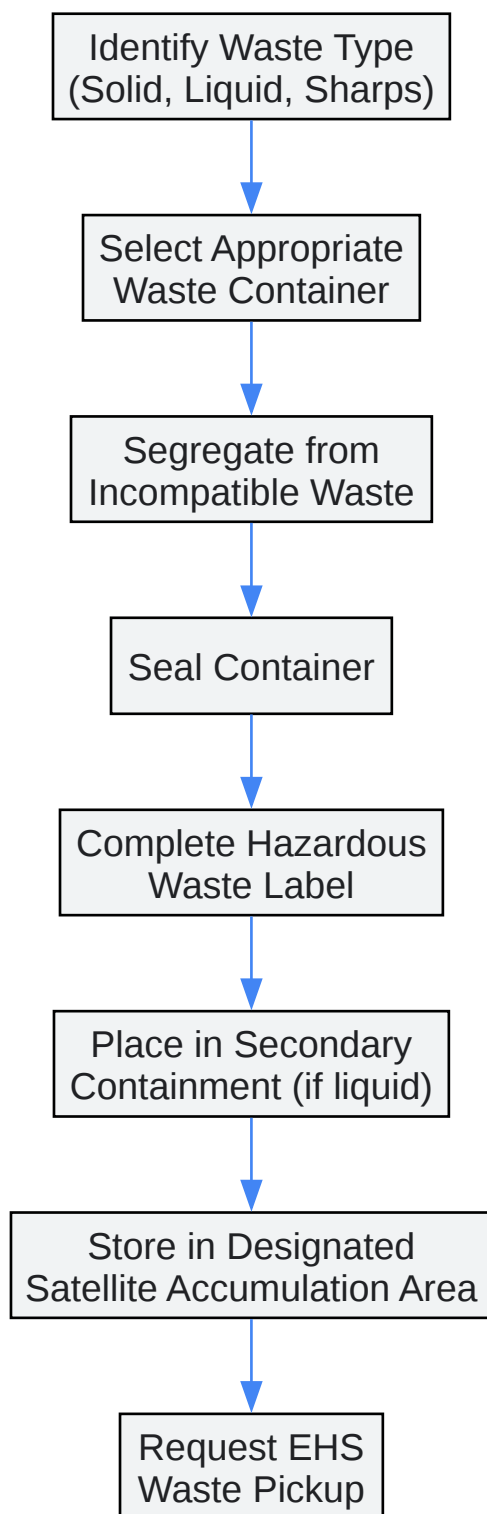 Identify Waste Type
(Solid, Liquid, Sharps)
Select Appropriate
Waste Container
Segregate from
Incompatible Waste
Seal Container
Complete Hazardous
Waste Label
Place in Secondary
Containment (if liquid)
Store in Designated
Satellite Accumulation Area
Request EHS
Waste Pickup